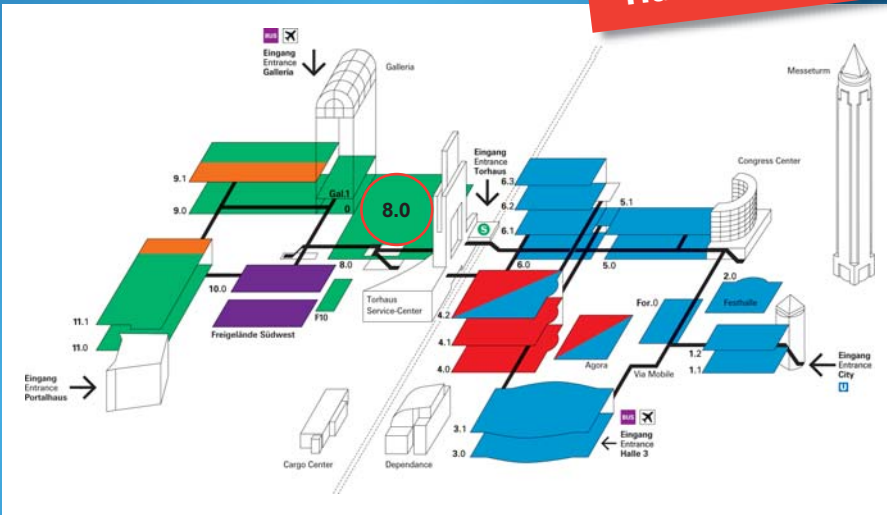 BUS
Eingang
Entrance
Galleria
Galleria
Messeturm
Eingang
Entrance
Torhaus
Congress Center
9.1
9.0
Gal.1
0
8.0
8.0
S
6.3
6.2
6.1
6.0
5.1
5.0
10.0
F10
Freigelände Südwest
Torhaus
Service-Center
11.1
11.0
Eingang
Entrance
Portalhaus
4.2
4.1
4.0
Agora
2.0
Festhalle
For.0
1.2
1.1
Via Mobile
Eingang
Entrance
City
U
3.1
3.0
BUS
Eingang
Entrance
Halle 3
Cargo Center
Dependance